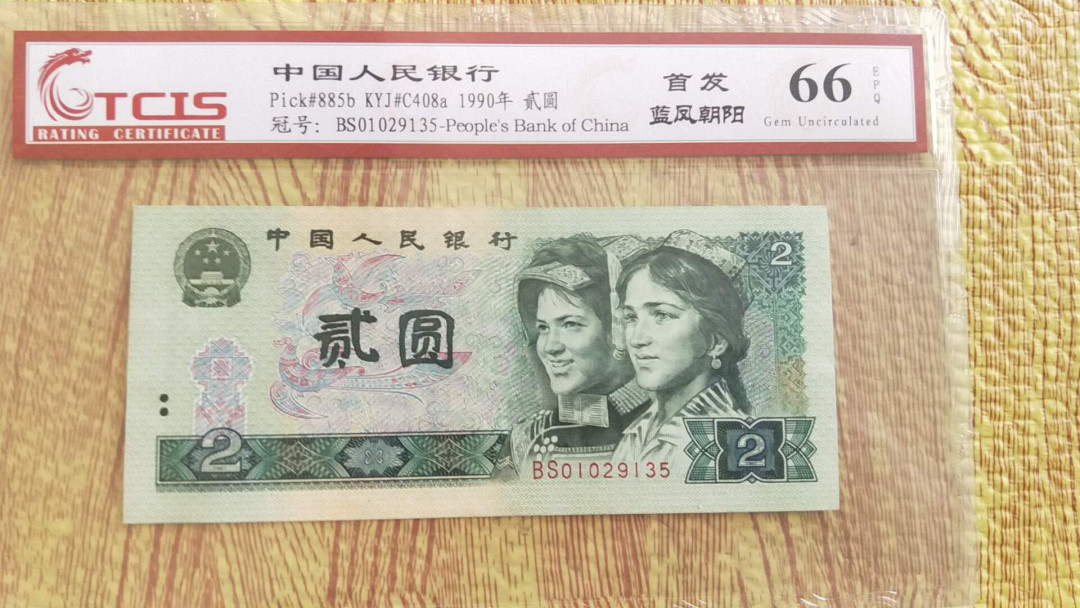 TCIS
RATING CERTIFICATE
中国人民银行
Pick#885b KYJ#C408a 1990年 贰圆
冠号: BS01029135-People's Bank of China
首发
蓝凤朝阳
66
EPQ
Gem Uncirculated
中国人民银行
2
贰圆
2
BS01029135
2